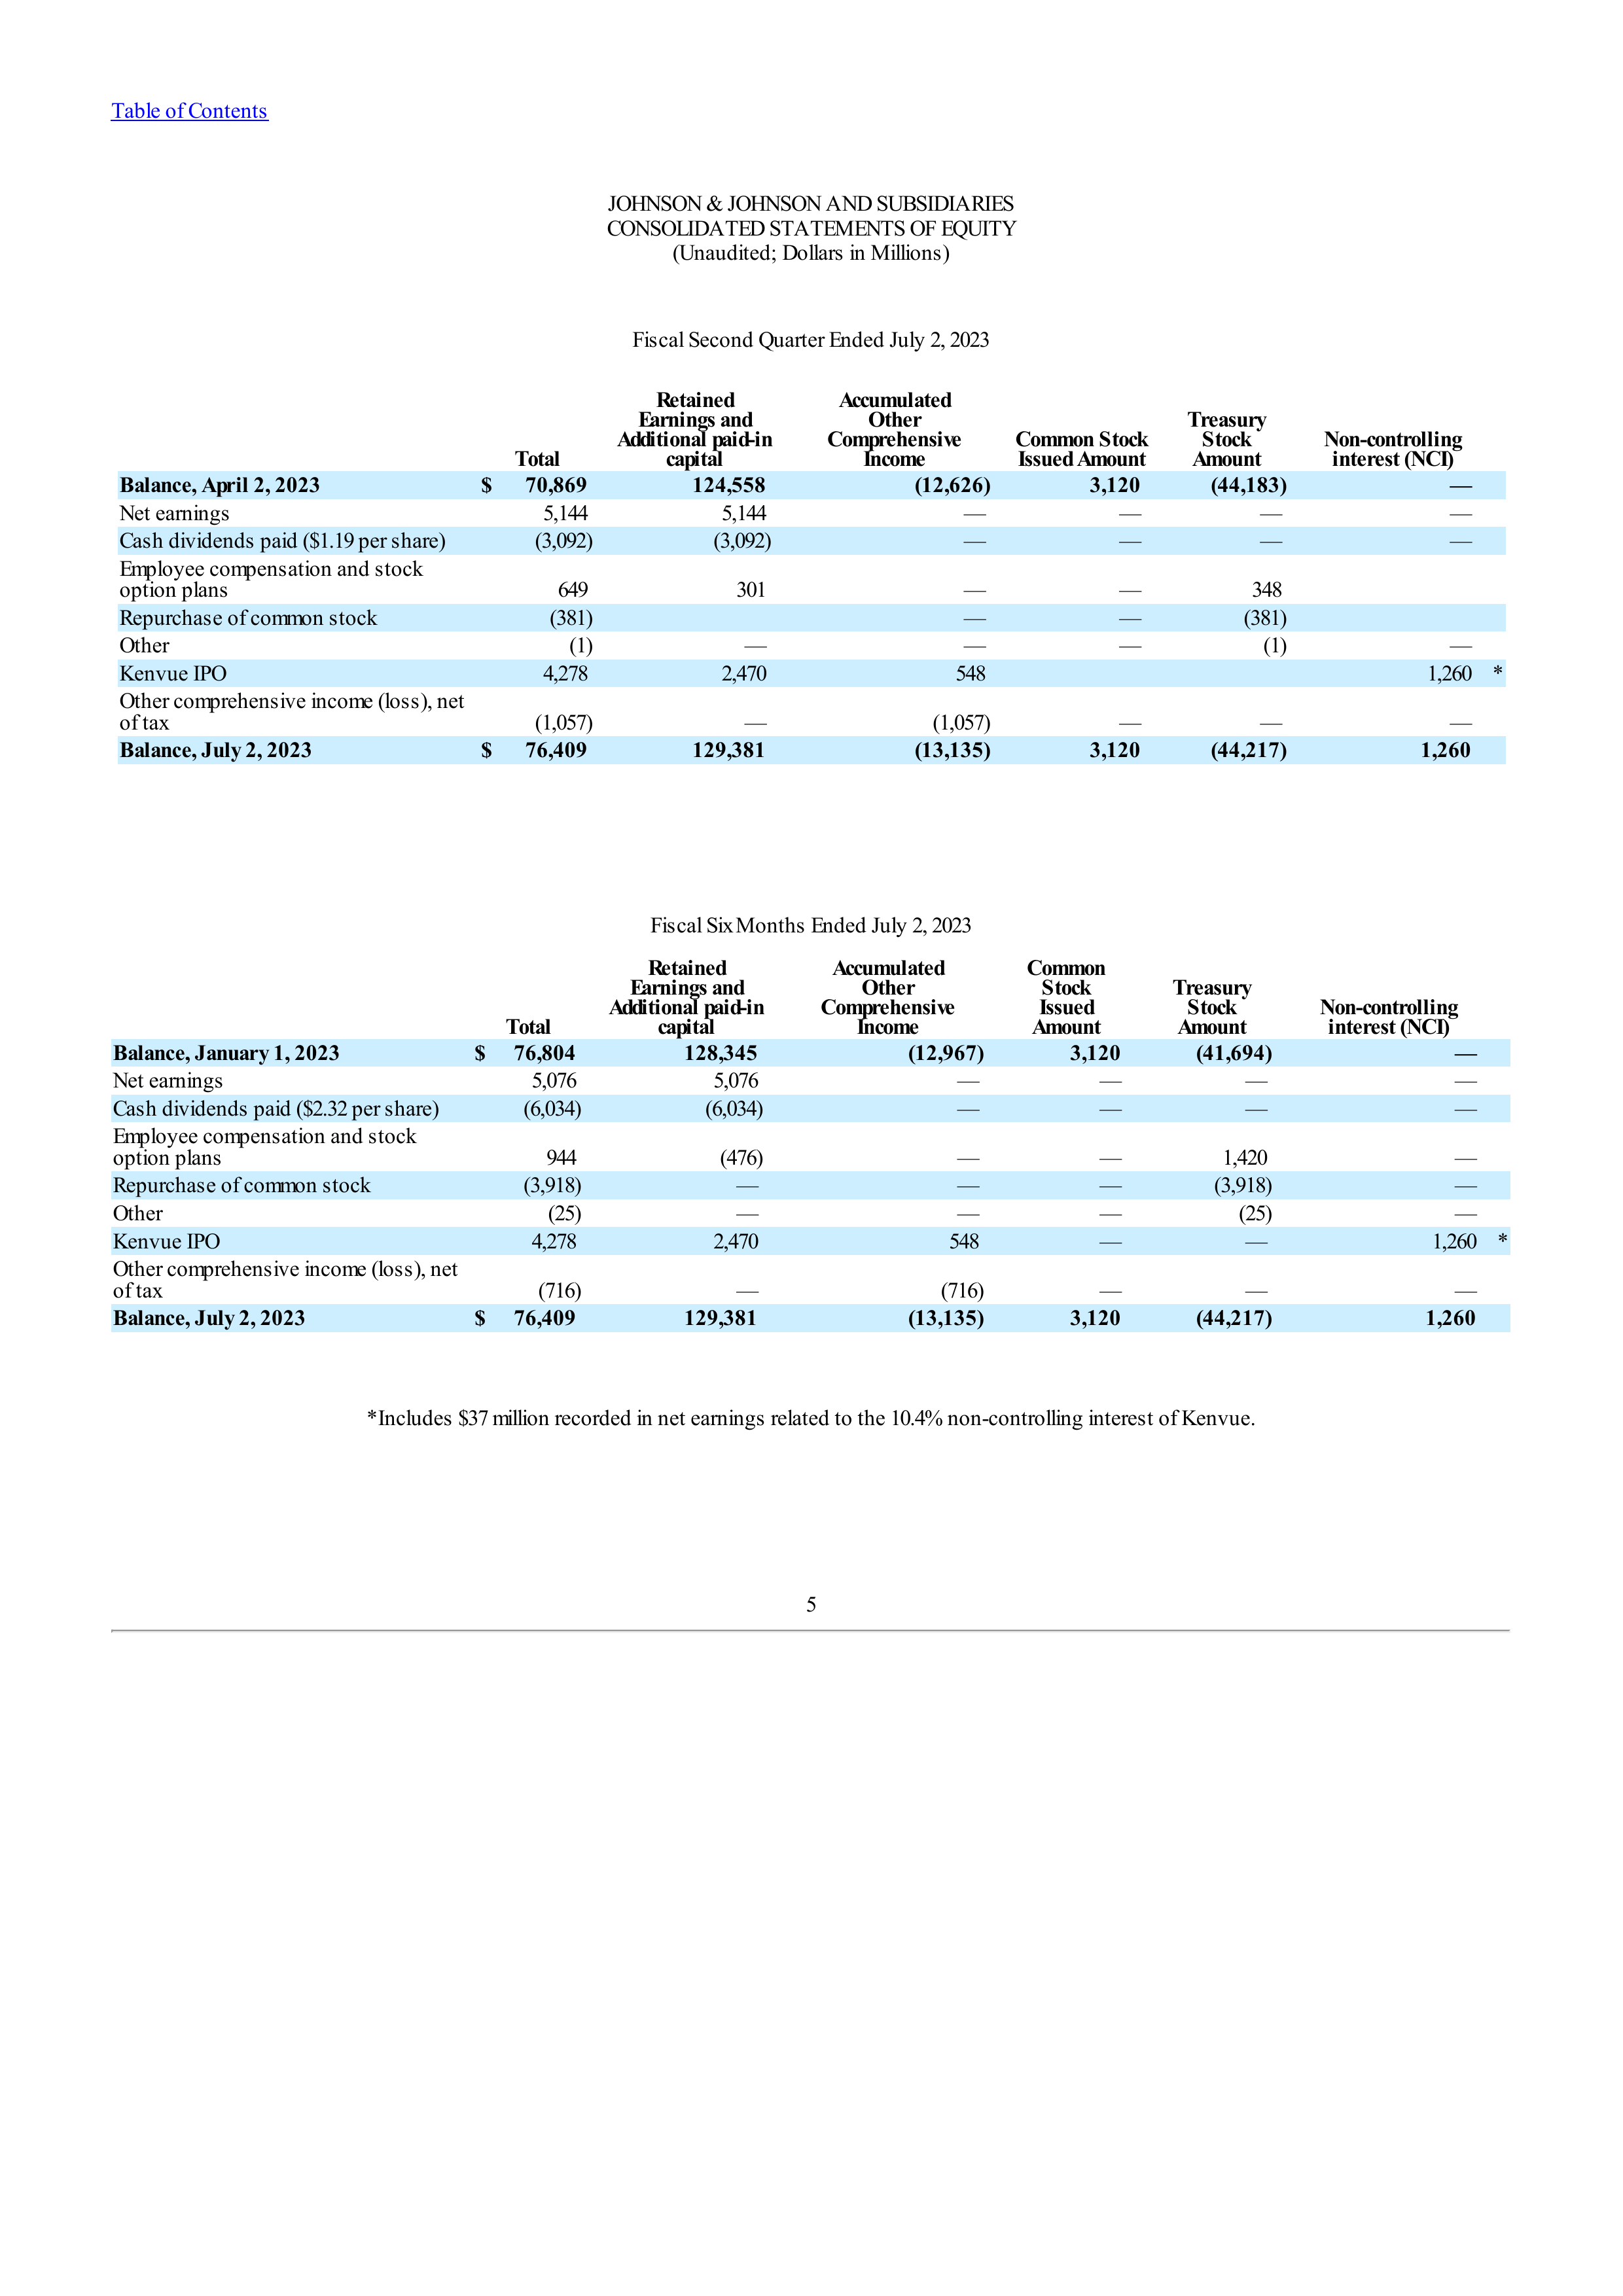 Table of Contents
JOHNSON & JOHNSON AND SUBSIDIARIES
CONSOLIDATED STATEMENTS OF EQUITY
(Unaudited; Dollars in Millions)
Fiscal Second Quarter Ended July 2, 2023
Total Retained Earnings and Additional paid-in capital Accumulated Other Comprehensive Income Common Stock Issued Amount Treasury Stock Amount Non-controlling interest (NCI)
Balance, April 2, 2023 $ 70,869 124,558 (12,626) 3,120 (44,183) —
Net earnings 5,144 5,144 — — — —
Cash dividends paid ($1.19 per share) (3,092) (3,092) — — — —
Employee compensation and stock
option plans 649 301 — — 348
Repurchase of common stock (381) — — (381)
Other (1) — — — (1) —
Kenvue IPO 4,278 2,470 548 1,260 *
Other comprehensive income (loss), net
of tax (1,057) — (1,057) — — —
Balance, July 2, 2023 $ 76,409 129,381 (13,135) 3,120 (44,217) 1,260
Fiscal Six Months Ended July 2, 2023
Total Retained Earnings and Additional paid-in capital Accumulated Other Comprehensive Income Common Stock Issued Amount Treasury Stock Amount Non-controlling interest (NCI)
Balance, January 1, 2023 $ 76,804 128,345 (12,967) 3,120 (41,694) —
Net earnings 5,076 5,076 — — — —
Cash dividends paid ($2.32 per share) (6,034) (6,034) — — — —
Employee compensation and stock
option plans 944 (476) — — 1,420 —
Repurchase of common stock (3,918) — — — (3,918) —
Other (25) — — — (25) —
Kenvue IPO 4,278 2,470 548 — — 1,260 *
Other comprehensive income (loss), net
of tax (716) — (716) — — —
Balance, July 2, 2023 $ 76,409 129,381 (13,135) 3,120 (44,217) 1,260
*Includes $37 million recorded in net earnings related to the 10.4% non-controlling interest of Kenvue.
5